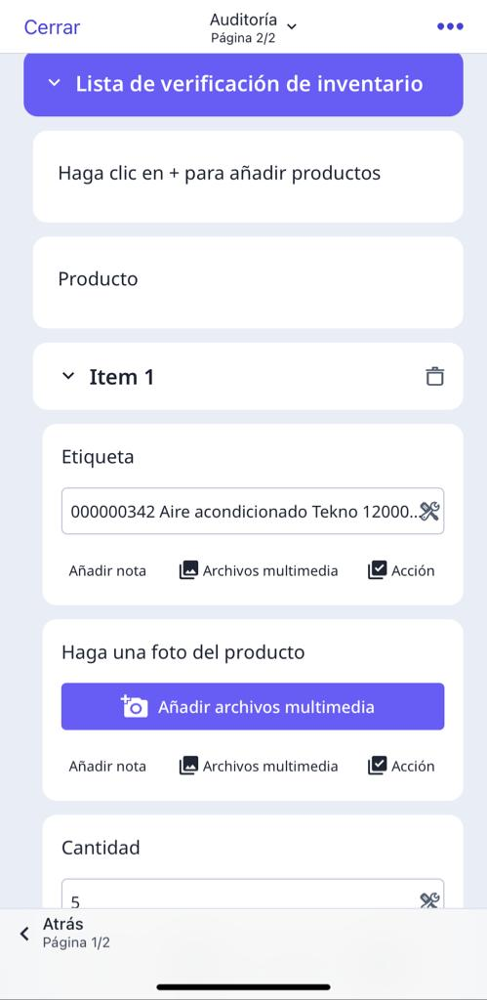 Cerrar
Auditoría
Página 2/2
Lista de verificación de inventario
Haga clic en + para añadir productos
Producto
Item 1
Etiqueta
000000342 Aire acondicionado Tekno 12000...
Añadir nota
Archivos multimedia
Acción
Haga una foto del producto
Añadir archivos multimedia
Añadir nota
Archivos multimedia
Acción
Cantidad
5
Atrás
Página 1/2